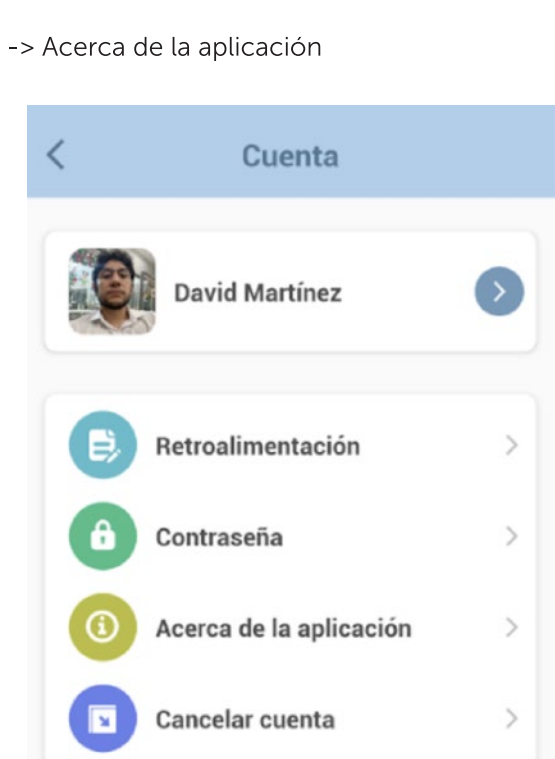 -> Acerca de la aplicación
Cuenta
David Martínez
Retroalimentación
Contraseña
Acerca de la aplicación
Cancelar cuenta